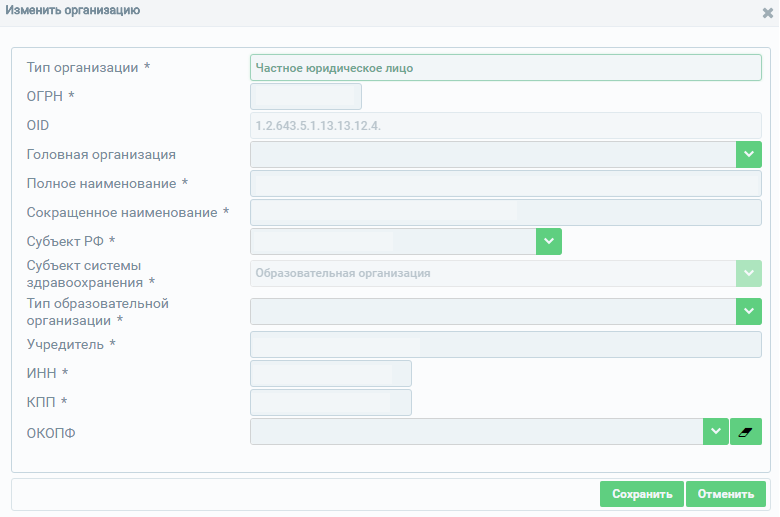 Изменить организацию
Тип организации *
Частное юридическое лицо
ОГРН *
OID
1.2.643.5.1.13.13.12.4.
Головная организация
Полное наименование *
Сокращенное наименование *
Субъект РФ *
Субъект системы
здравоохранения *
Образовательная организация
Тип образовательной
организации *
Учредитель *
ИНН *
КПП *
ОКОПФ
Сохранить
Отменить